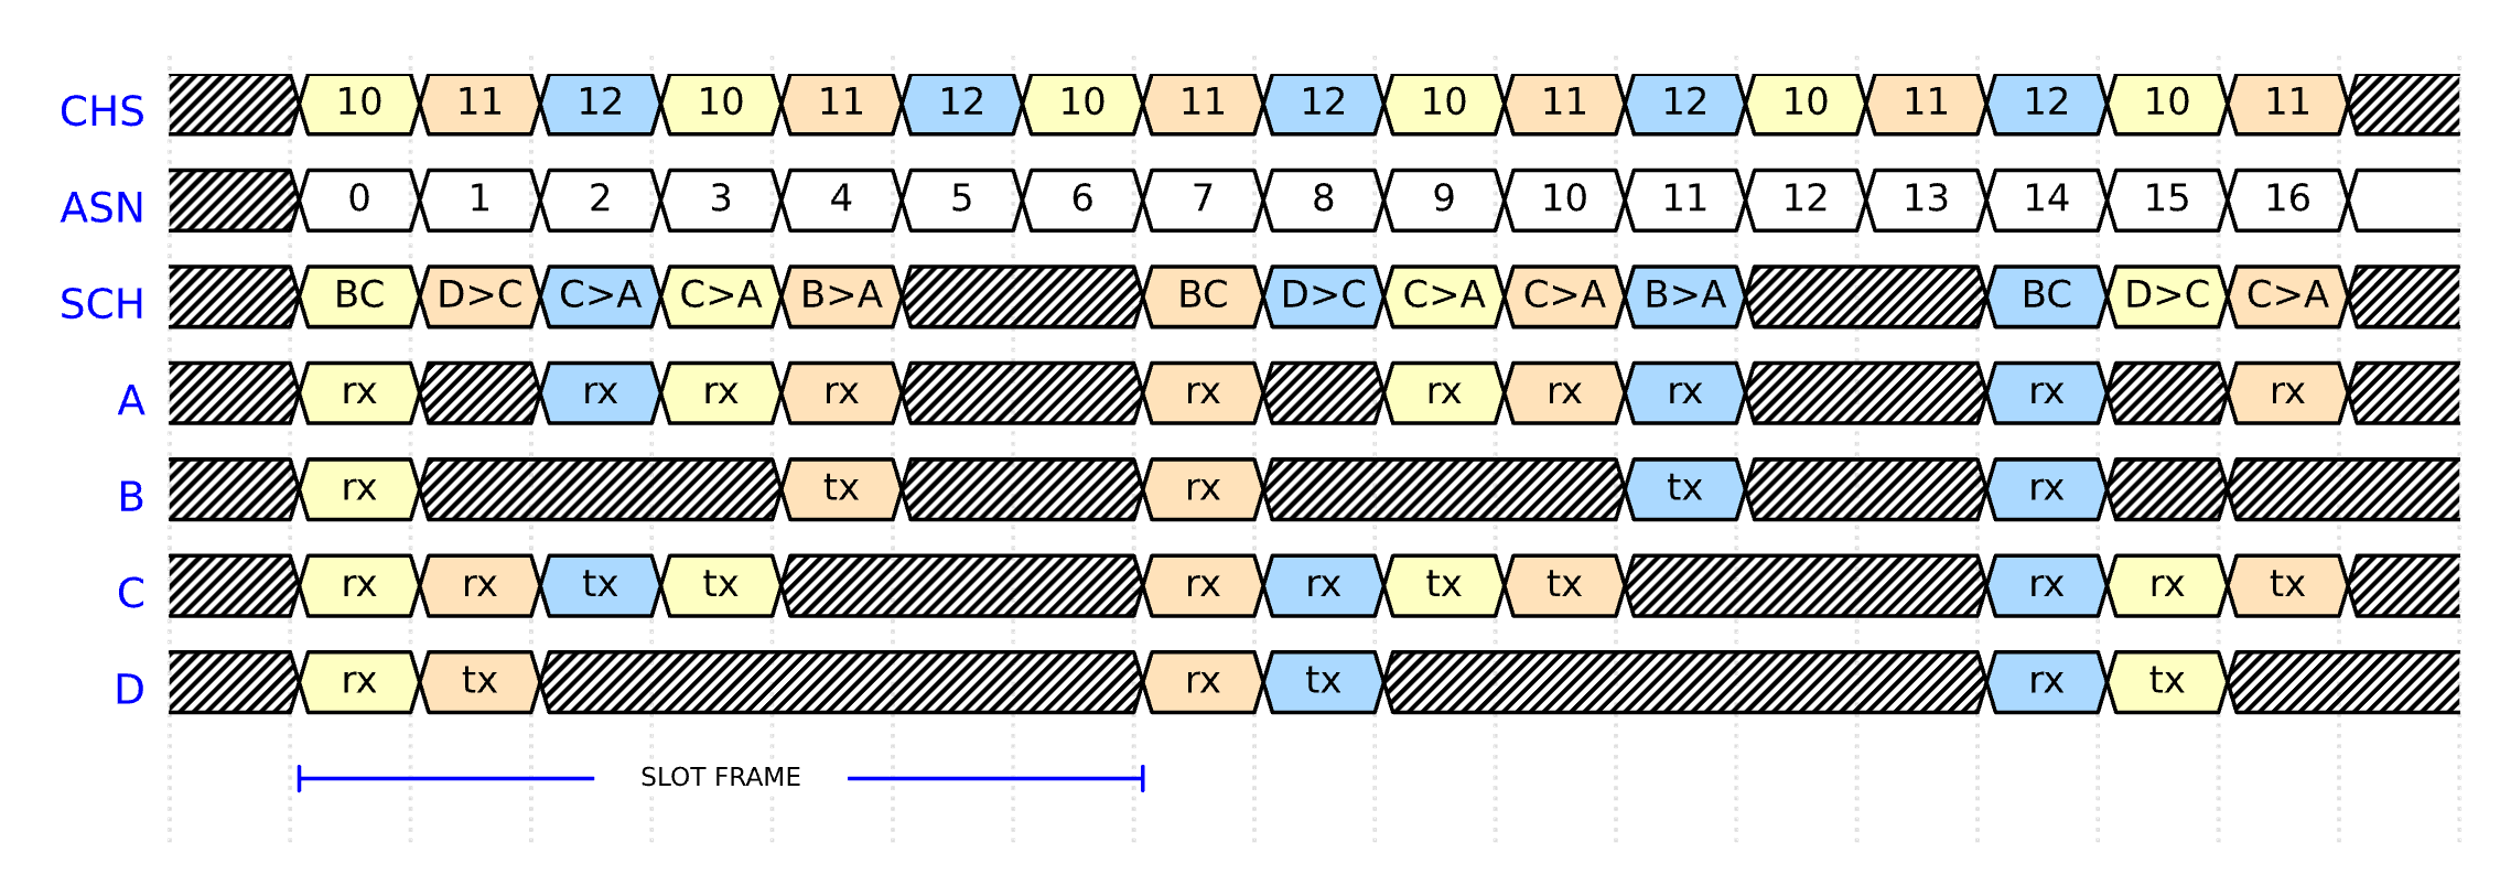 CHS 10 11 12 10 11 12 10 11 12 10 11 12 10 11 12 10 11
ASN 0 1 2 3 4 5 6 7 8 9 10 11 12 13 14 15 16
SCH BC D>C C>A C>A B>A BC D>C C>A C>A B>A BC D>C C>A
A rx rx rx rx rx rx rx rx rx rx
B rx tx rx tx rx
C rx rx tx tx rx rx tx tx rx rx tx
D rx tx rx tx rx tx
SLOT FRAME